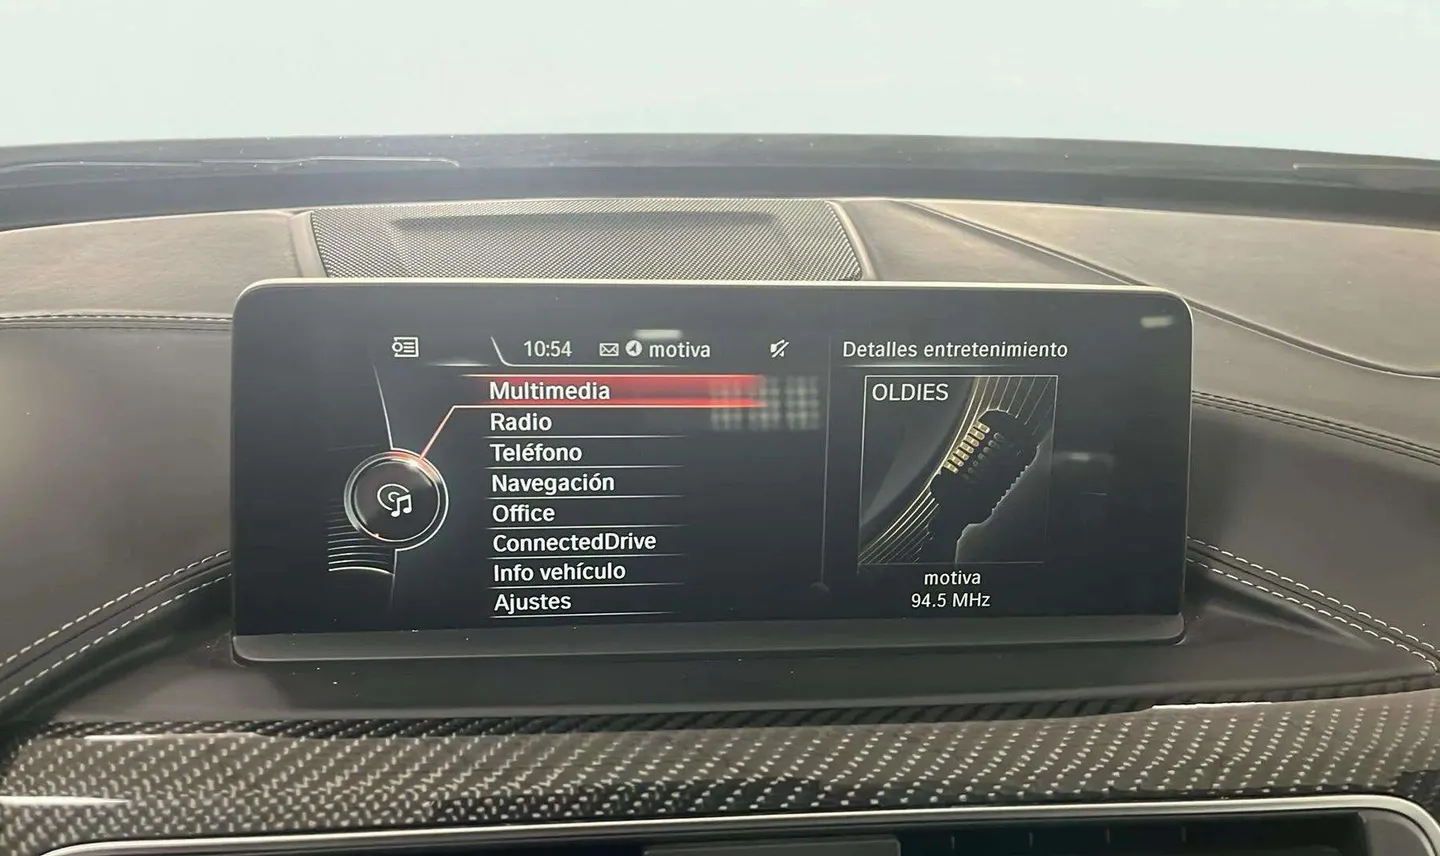 10:54 motiva
Detalles entretenimiento
Multimedia
Radio
Teléfono
Navegación
Office
ConnectedDrive
Info vehículo
Ajustes
OLDIES
motiva
94.5 MHz